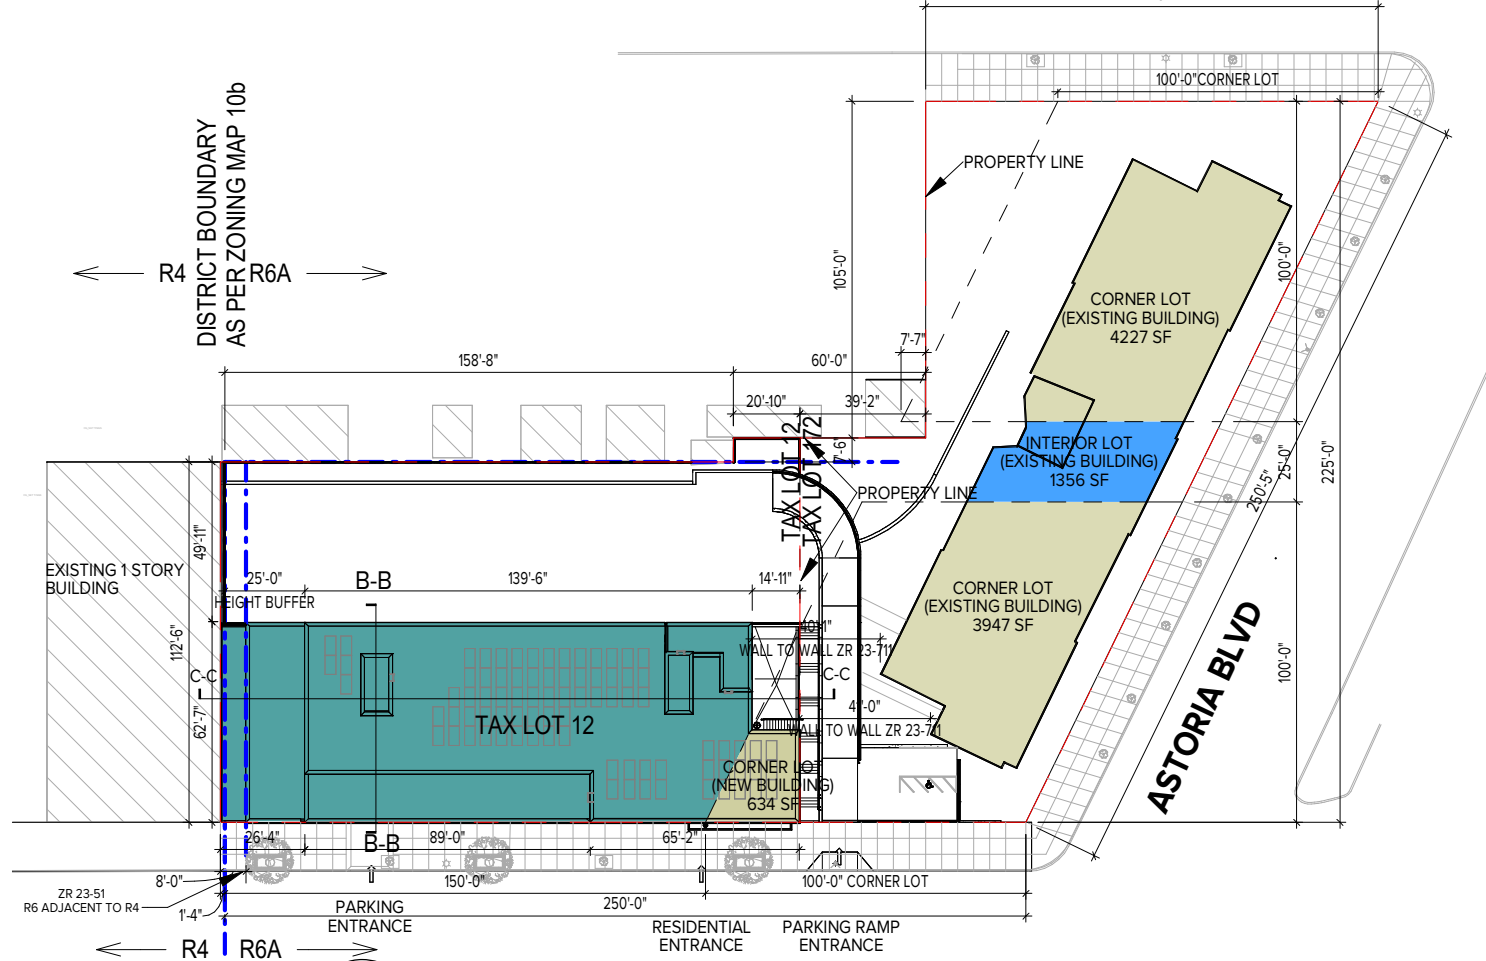 100'-0"CORNER LOT
DISTRICT BOUNDARY
AS PER ZONING MAP 10b
R4
R6A
PROPERTY LINE
105'-0"
100'-0"
CORNER LOT
(EXISTING BUILDING)
4227 SF
7'-7"
158'-8"
60'-0"
20'-10"
39'-2"
TAX LOT 12
TAX LOT 172
7'-6"
INTERIOR LOT
(EXISTING BUILDING)
1356 SF
25'-0"
225'-0"
250'-5"
PROPERTY LINE
49'-11"
EXISTING 1 STORY
BUILDING
25'-0"
B-B
139'-6"
14'-11"
HEIGHT BUFFER
CORNER LOT
(EXISTING BUILDING)
3947 SF
112'-6"
40'-1"
WALL TO WALL ZR 23-711
C-C
C-C
100'-0"
62'-7"
TAX LOT 12
WALL TO WALL ZR 23-711
ASTORIA BLVD
CORNER LOT
(NEW BUILDING)
634 SF
26'-4"
B-B
89'-0"
65'-2"
8'-0"
150'-0"
100'-0" CORNER LOT
ZR 23-51
R6 ADJACENT TO R4
1'-4"
250'-0"
PARKING
ENTRANCE
RESIDENTIAL
ENTRANCE
PARKING RAMP
ENTRANCE
R4
R6A